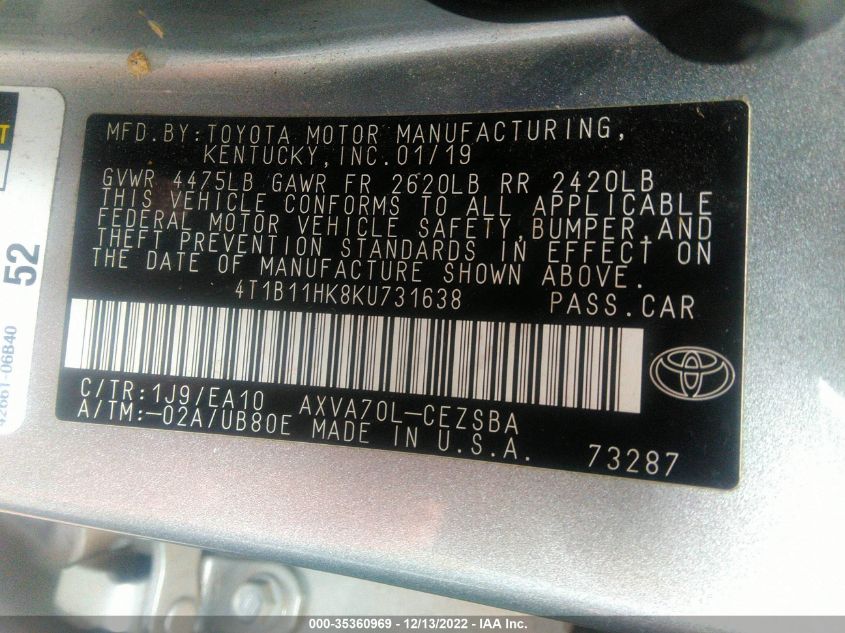 MFD.BY:TOYOTA MOTOR MANUFACTURING,
KENTUCKY,INC.01/19
GVWR 4475LB GAWR FR 2620LB RR 2420LB
THIS VEHICLE CONFORMS TO ALL APPLICABLE
FEDERAL MOTOR VEHICLE SAFETY,BUMPER,AND
THEFT PREVENTION STANDARDS IN EFFECT ON
THE DATE OF MANUFACTURE SHOWN ABOVE.
4T1B11HK8KU731638 PASS.CAR
C/TR:1J9/EA10 AXVA70L-CEZSBA
A/TM:-02A/UB80E MADE IN U.S.A.
73287
T
52
42661-06B40
000-35360969 - 12/13/2022 - IAA Inc.